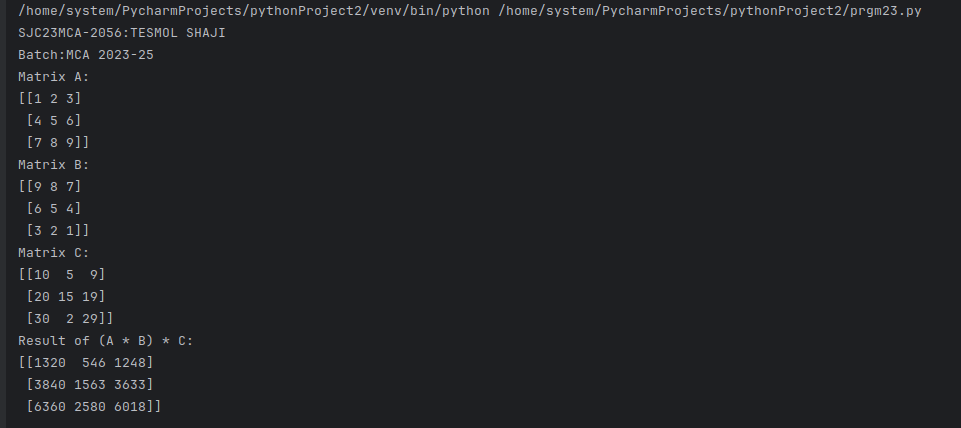 /home/system/PycharmProjects/pythonProject2/venv/bin/python /home/system/PycharmProjects/pythonProject2/prgm23.py
SJC23MCA-2056:TESMOL SHAJI
Batch:MCA 2023-25
Matrix A:
[[1 2 3]
 [4 5 6]
 [7 8 9]]
Matrix B:
[[9 8 7]
 [6 5 4]
 [3 2 1]]
Matrix C:
[[10  5  9]
 [20 15 19]
 [30  2 29]]
Result of (A * B) * C:
[[1320  546 1248]
 [3840 1563 3633]
 [6360 2580 6018]]